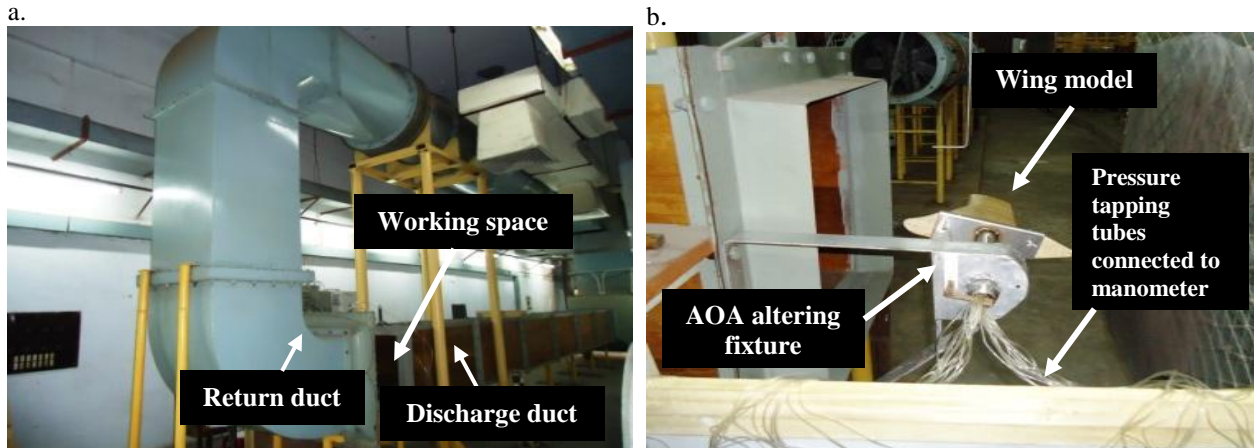 a.
Working space
Return duct
Discharge duct
b.
Wing model
Pressure
tapping
tubes
connected to
manometer
AOA altering
fixture